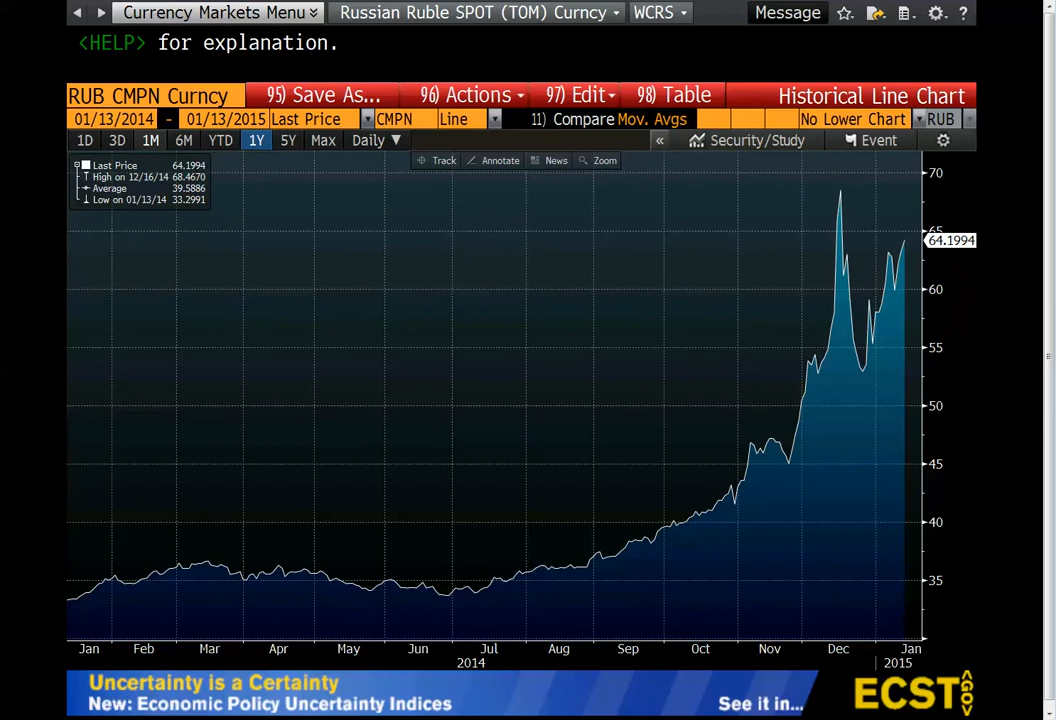 Currency Markets Menu Russian Ruble SPOT (TOM) Curncy WCRS Message ?
<HELP> for explanation.
RUB CMPN Curncy 95) Save As... 96) Actions 97) Edit 98) Table Historical Line Chart
01/13/2014 - 01/13/2015 Last Price CMPN Line 11) Compare Mov. Avgs No Lower Chart RUB
1D 3D 1M 6M YTD 1Y 5Y Max Daily ▼ « Security/Study Event
Track Annotate News Zoom
Last Price 64.1994
High on 12/16/14 68.4670
Average 39.5886
Low on 01/13/14 33.2991
70
65
64.1994
60
55
50
45
40
35
Jan Feb Mar Apr May Jun Jul Aug Sep Oct Nov Dec Jan
2014 2015
Uncertainty is a Certainty
New: Economic Policy Uncertainty Indices See it in... ECST <GO>